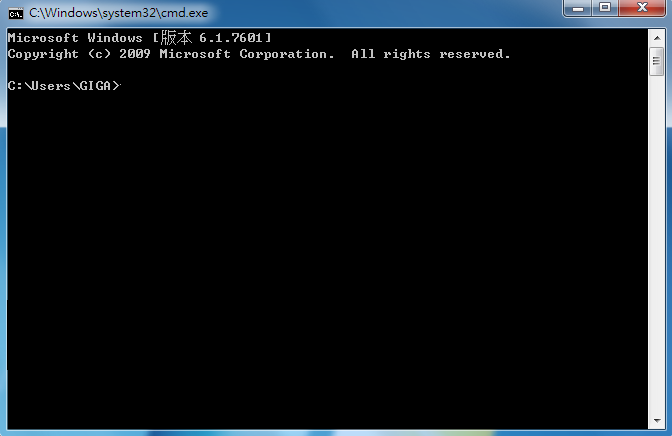 C:\Windows\system32\cmd.exe
Microsoft Windows [版本 6.1.7601]
Copyright (c) 2009 Microsoft Corporation.  All rights reserved.
C:\Users\GIGA>